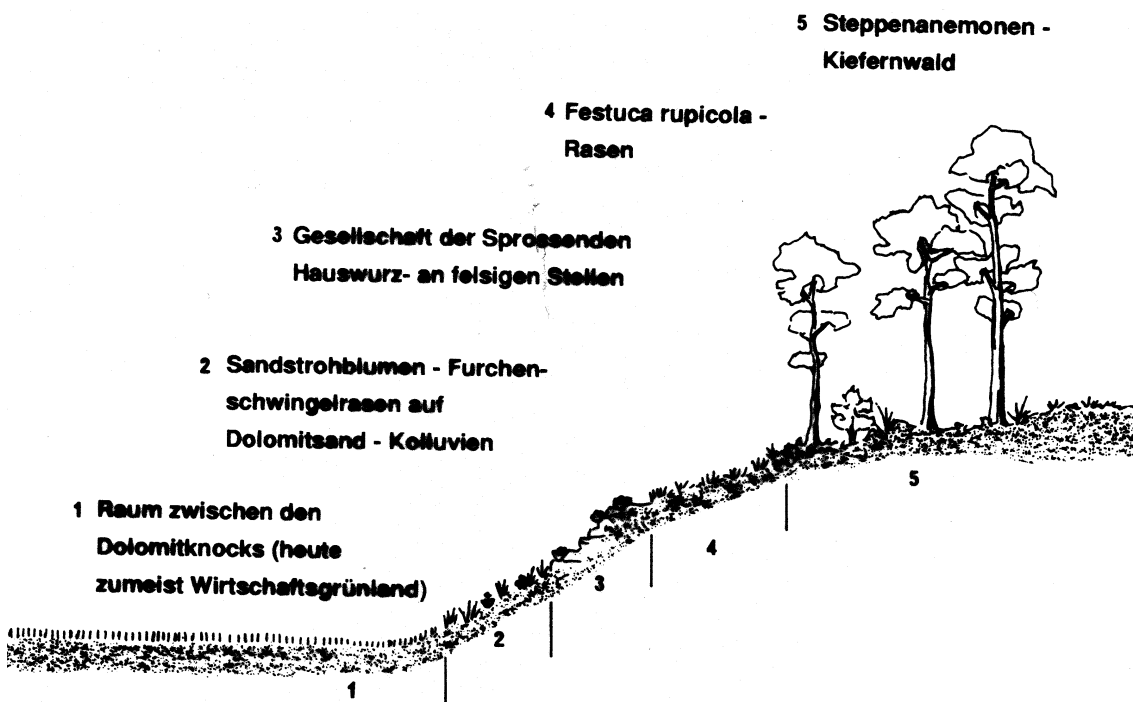 5 Steppenanemonen -
Kiefernwald
4 Festuca rupicola -
Rasen
3 Gesellschaft der Sprossenden
Hauswurz- an felsigen Stellen
2 Sandstrohblumen - Furchen-
schwingelrasen auf
Dolomitsand - Kolluvien
1 Raum zwischen den
Dolomitknocks (heute
zumeist Wirtschaftsgrünland)
5
4
3
2
1